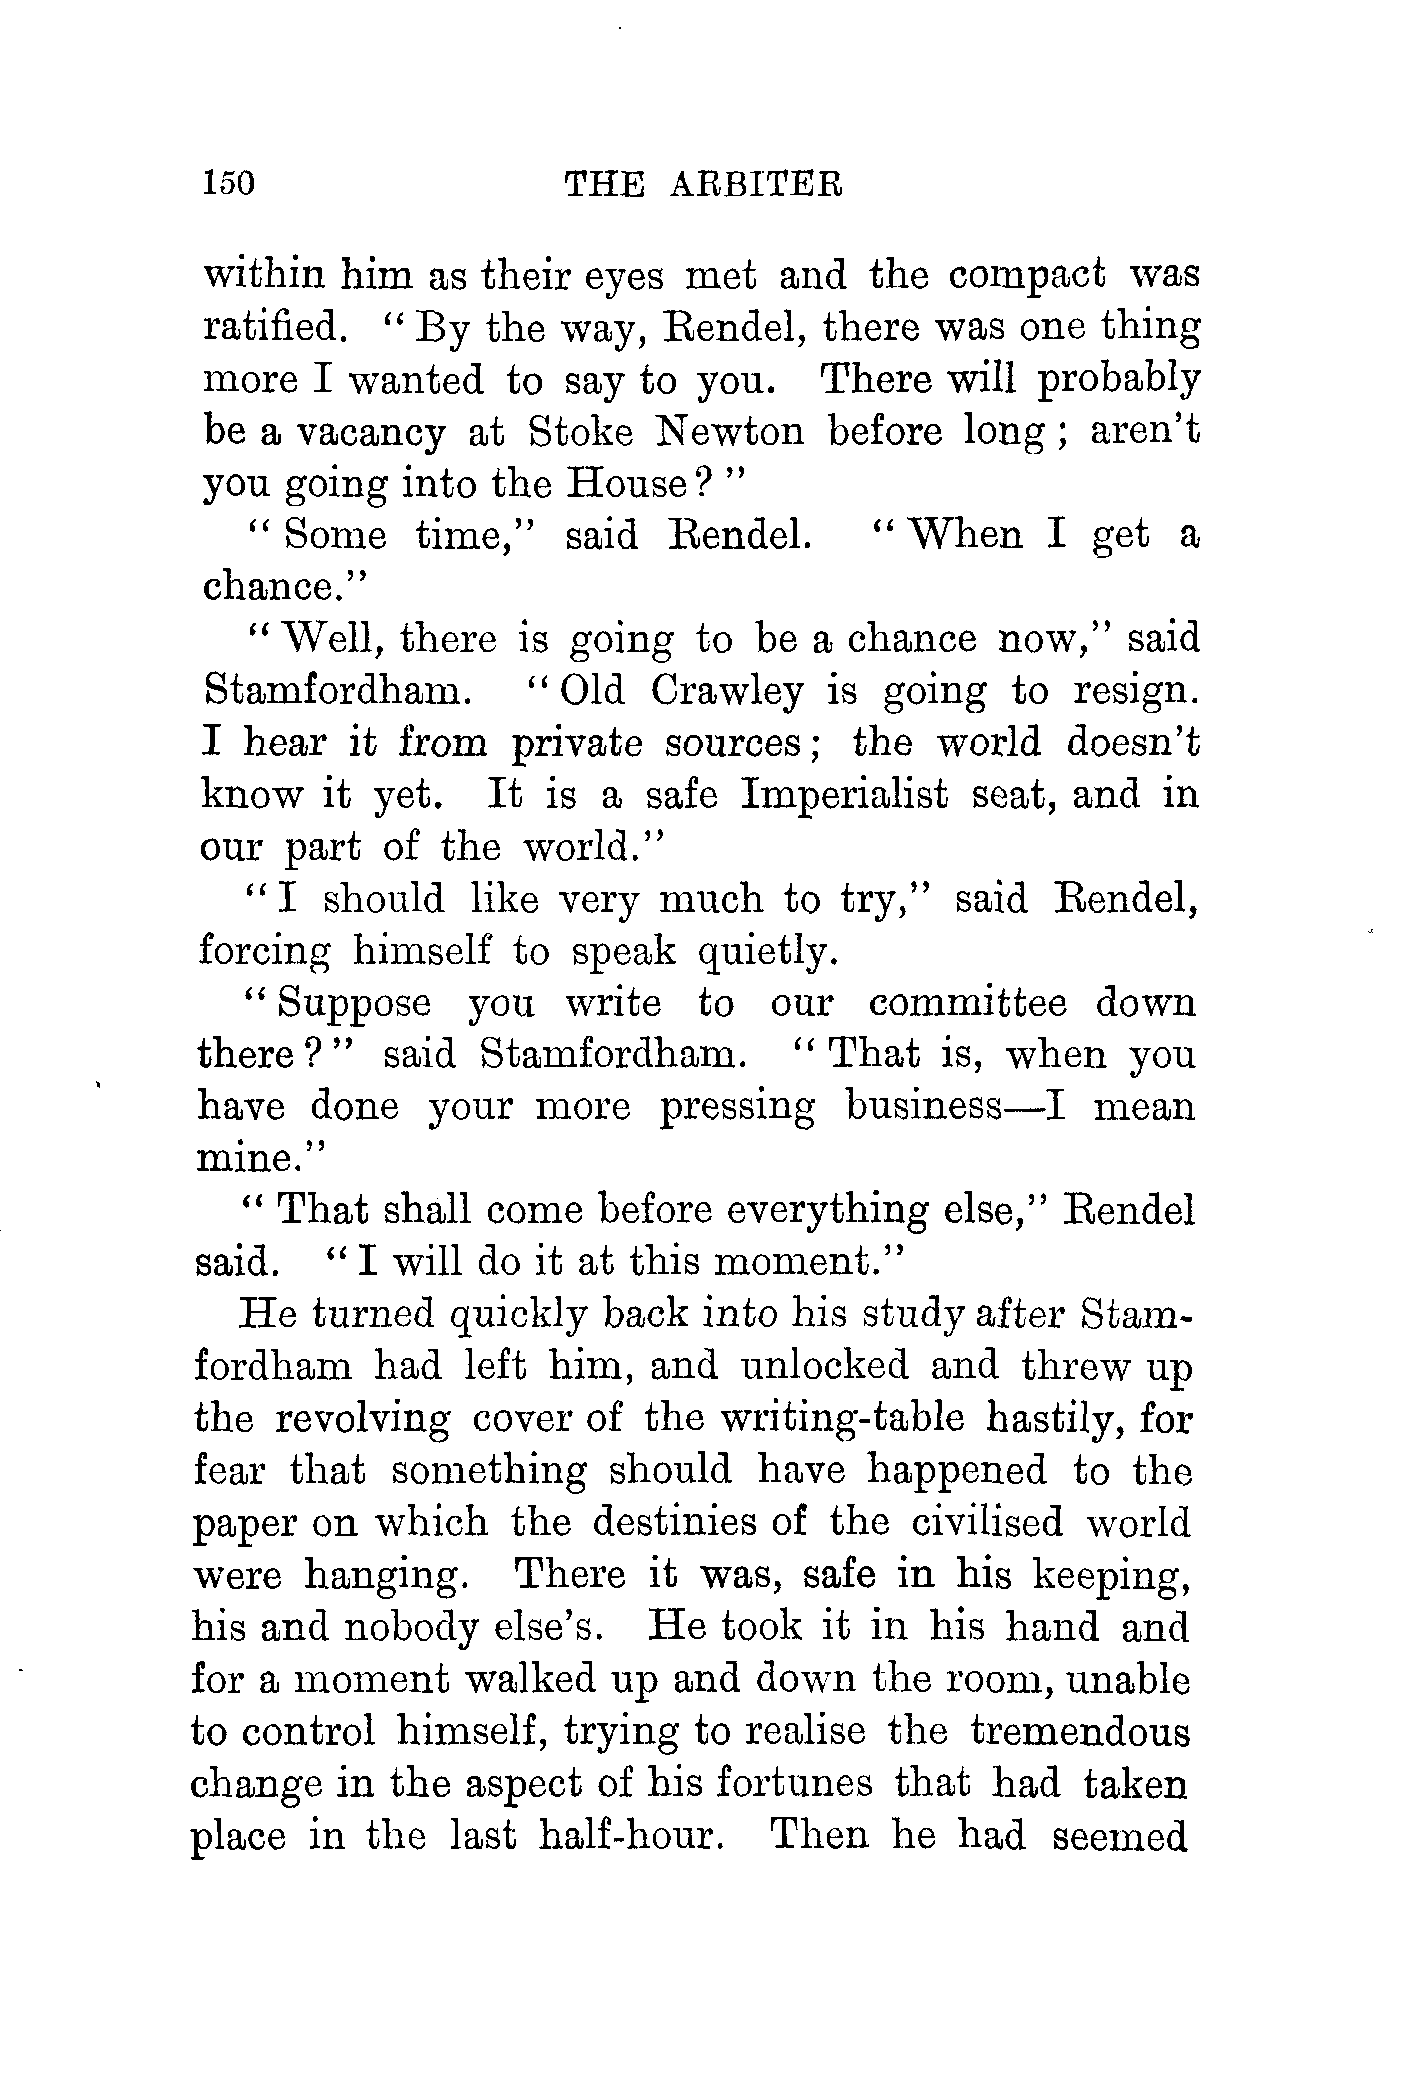 150 THE ARBITER
within him as their eyes met and the compact was
ratified. “ By the way, Rendel, there was one thing
more I wanted to say to you. There will probably
be a vacancy at Stoke Newton before long ; aren’t
you going into the House ? ”
“ Some time,” said Rendel. “ When I get a
chance.”
“ Well, there is going to be a chance now,” said
Stamfordham. “ Old Crawley is going to resign.
I hear it from private sources ; the world doesn’t
know it yet. It is a safe Imperialist seat, and in
our part of the world.”
“ I should like very much to try,” said Rendel,
forcing himself to speak quietly.
“ Suppose you write to our committee down
there ? ” said Stamfordham. “ That is, when you
have done your more pressing business—I mean
mine.”
“ That shall come before everything else,” Rendel
said. “ I will do it at this moment.”
He turned quickly back into his study after Stam-
fordham had left him, and unlocked and threw up
the revolving cover of the writing-table hastily, for
fear that something should have happened to the
paper on which the destinies of the civilised world
were hanging. There it was, safe in his keeping,
his and nobody else’s. He took it in his hand and
for a moment walked up and down the room, unable
to control himself, trying to realise the tremendous
change in the aspect of his fortunes that had taken
place in the last half-hour. Then he had seemed